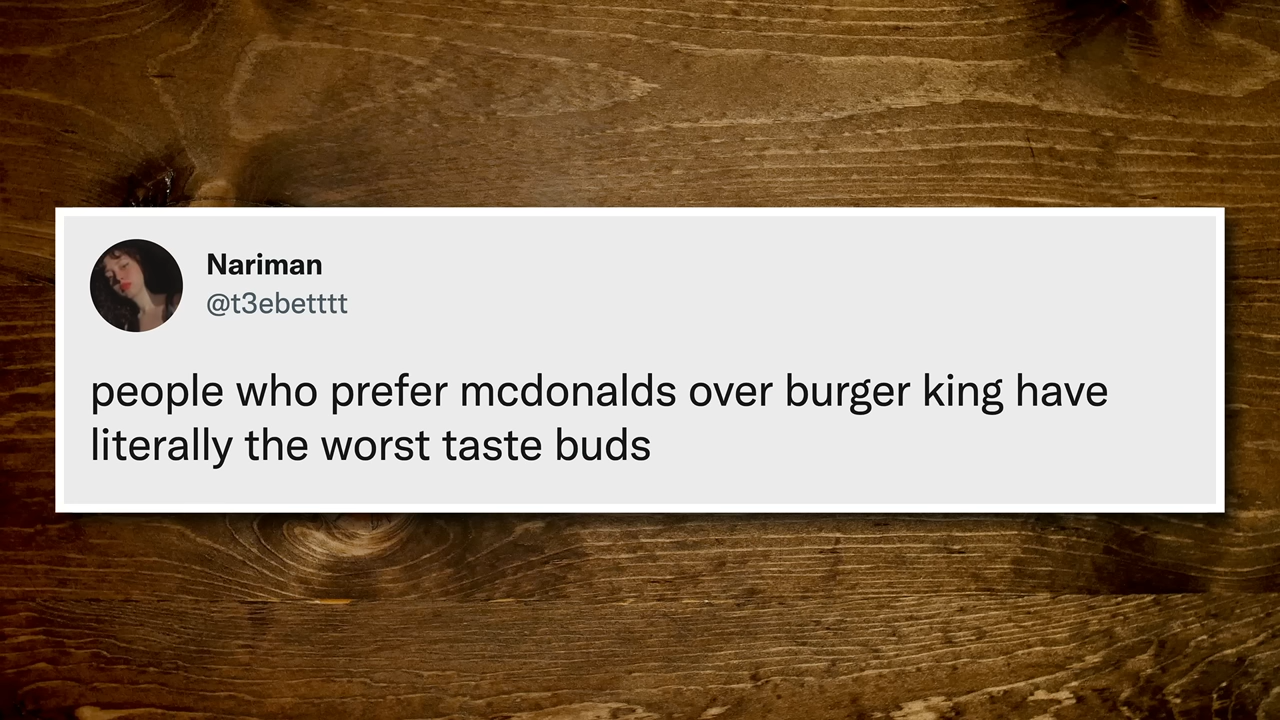 Nariman
@t3ebetttt
people who prefer mcdonalds over burger king have
literally the worst taste buds